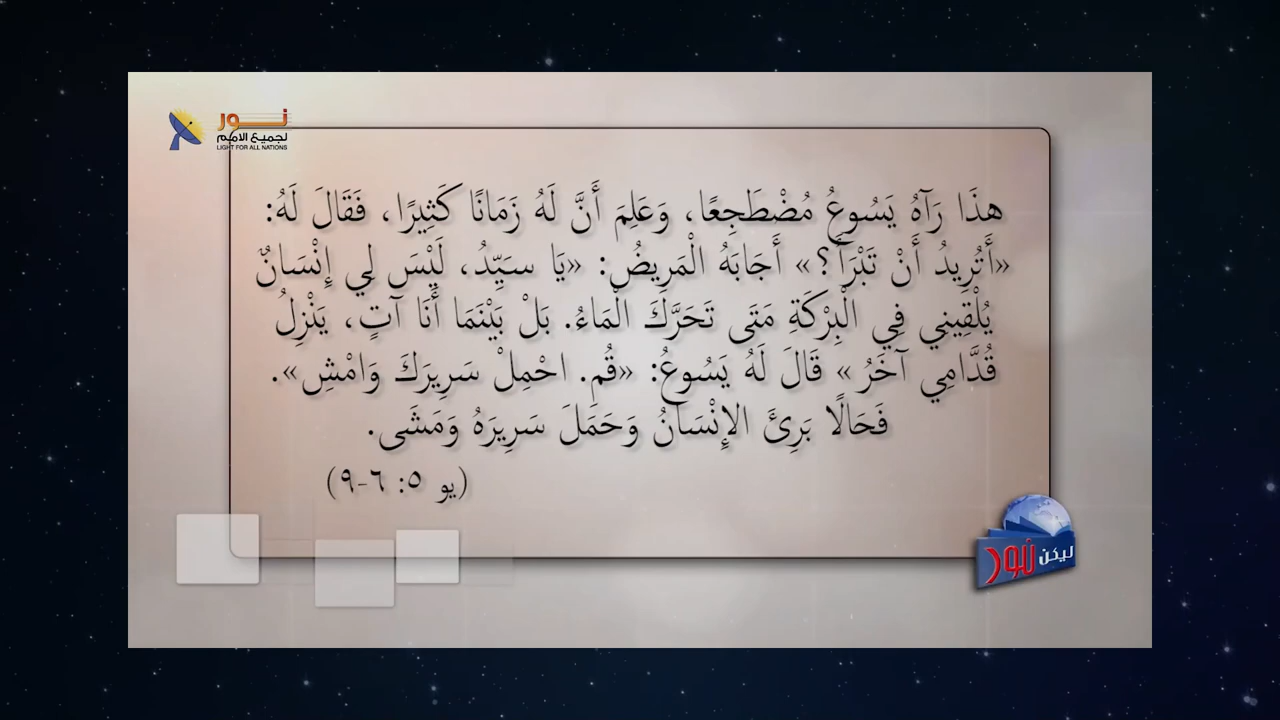 نور
لجميع الامم
LIGHT FOR ALL NATIONS
هذَا رَآهُ يَسُوعُ مُضْطَجِعًا، وَعَلِمَ أَنَّ لَهُ زَمَانًا كَثِيرًا، فَقَالَ لَهُ:
«أَتُرِيدُ أَنْ تَبْرَأَ؟» أَجَابَهُ الْمَرِيضُ: «يَا سَيِّدُ، لَيْسَ لِي إِنْسَانٌ
يُلْقِينِي فِي الْبِرْكَةِ مَتَى تَحَرَّكَ الْمَاءُ. بَلْ بَيْنَمَا أَنَا آتٍ، يَنْزِلُ
قُدَّامِي آخَرُ» قَالَ لَهُ يَسُوعُ: «قُم. احْمِلْ سَرِيرَكَ وَامْشِ».
فَحَالًا بَرِئَ الإِنْسَانُ وَحَمَلَ سَرِيرَهُ وَمَشَى.
(يو ٥: ٦-٩)
ليكن نور